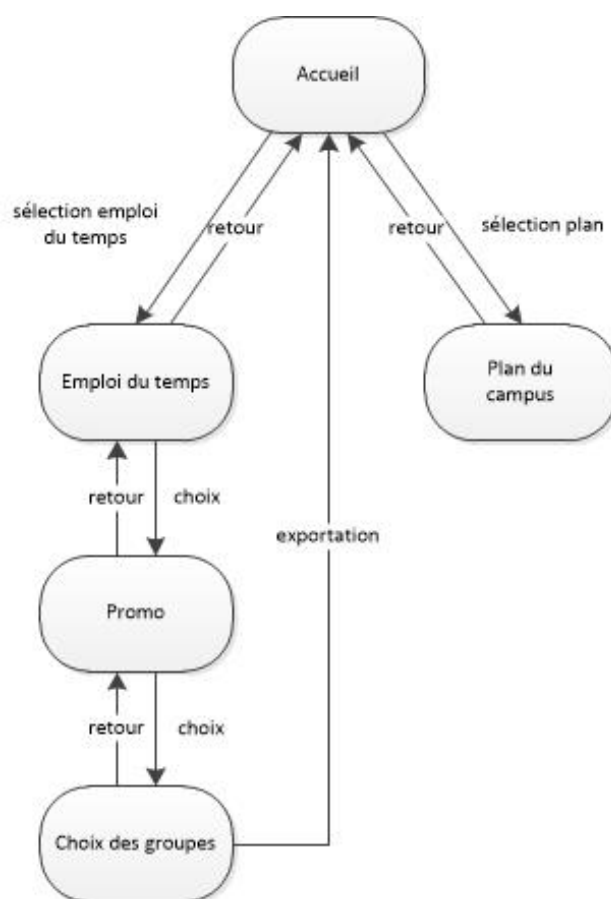 Accueil
sélection emploi
du temps
retour
retour
sélection plan
Emploi du temps
Plan du
campus
retour
choix
exportation
Promo
retour
choix
Choix des groupes